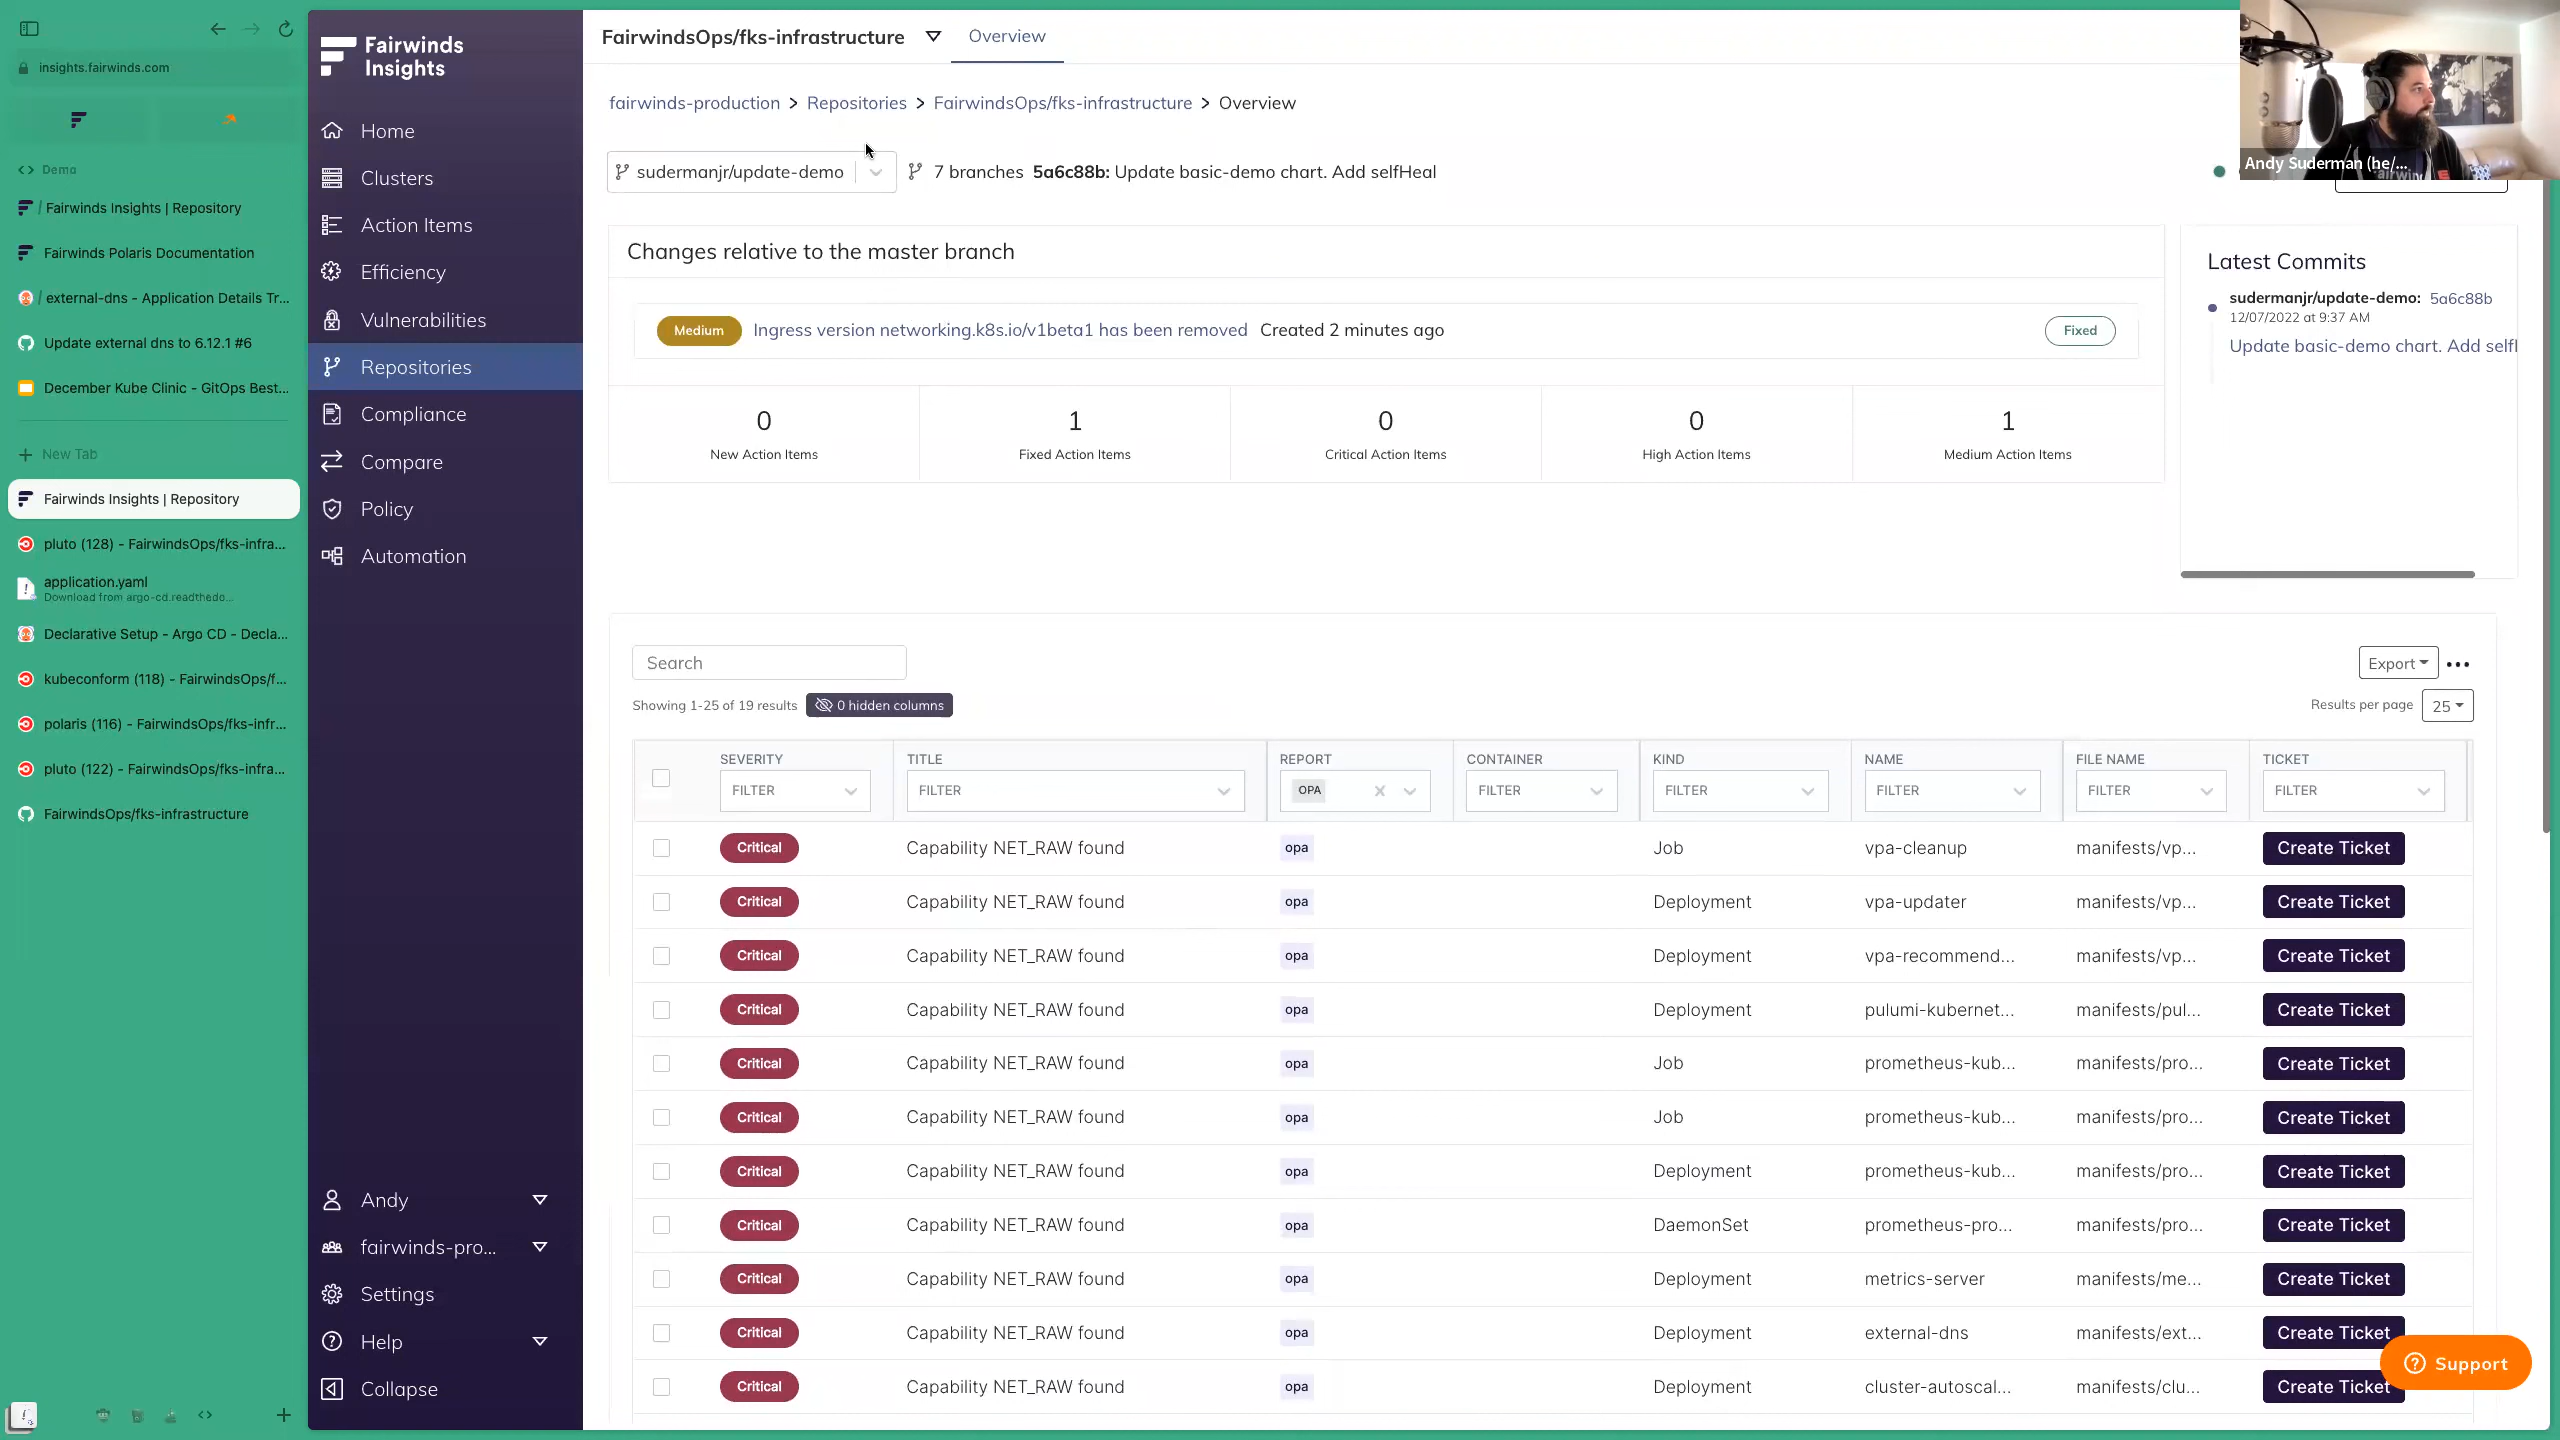 insights.fairwinds.com
Demo
/ Fairwinds Insights | Repository
Fairwinds Polaris Documentation
/ external-dns - Application Details Tr...
Update external dns to 6.12.1 #6
December Kube Clinic - GitOps Best...
New Tab
Fairwinds Insights | Repository
pluto (128) - FairwindsOps/fks-infra...
application.yaml
Download from argo-cd.readthedo...
Declarative Setup - Argo CD - Decla...
kubeconform (118) - FairwindsOps/f...
polaris (116) - FairwindsOps/fks-infr...
pluto (122) - FairwindsOps/fks-infra...
FairwindsOps/fks-infrastructure
Fairwinds
Insights
Home
Clusters
Action Items
Efficiency
Vulnerabilities
Repositories
Compliance
Compare
Policy
Automation
Andy
fairwinds-pro...
Settings
Help
Collapse
FairwindsOps/fks-infrastructure Overview
fairwinds-production > Repositories > FairwindsOps/fks-infrastructure > Overview
sudermanjr/update-demo 7 branches 5a6c88b: Update basic-demo chart. Add selfHeal
Andy Suderman (he/...
Changes relative to the master branch
Medium Ingress version networking.k8s.io/v1beta1 has been removed Created 2 minutes ago Fixed
0 1 0 0 1
New Action Items Fixed Action Items Critical Action Items High Action Items Medium Action Items
Latest Commits
sudermanjr/update-demo: 5a6c88b
12/07/2022 at 9:37 AM
Update basic-demo chart. Add selfI
Search
Export
Showing 1-25 of 19 results 0 hidden columns
Results per page 25
SEVERITY TITLE REPORT CONTAINER KIND NAME FILE NAME TICKET
FILTER FILTER OPA FILTER FILTER FILTER FILTER FILTER
Critical Capability NET_RAW found opa Job vpa-cleanup manifests/vp... Create Ticket
Critical Capability NET_RAW found opa Deployment vpa-updater manifests/vp... Create Ticket
Critical Capability NET_RAW found opa Deployment vpa-recommend... manifests/vp... Create Ticket
Critical Capability NET_RAW found opa Deployment pulumi-kubernet... manifests/pul... Create Ticket
Critical Capability NET_RAW found opa Job prometheus-kub... manifests/pro... Create Ticket
Critical Capability NET_RAW found opa Job prometheus-kub... manifests/pro... Create Ticket
Critical Capability NET_RAW found opa Deployment prometheus-kub... manifests/pro... Create Ticket
Critical Capability NET_RAW found opa DaemonSet prometheus-pro... manifests/pro... Create Ticket
Critical Capability NET_RAW found opa Deployment metrics-server manifests/me... Create Ticket
Critical Capability NET_RAW found opa Deployment external-dns manifests/ext... Create Ticket
Critical Capability NET_RAW found opa Deployment cluster-autoscal... manifests/clu... Create Ticket
Support